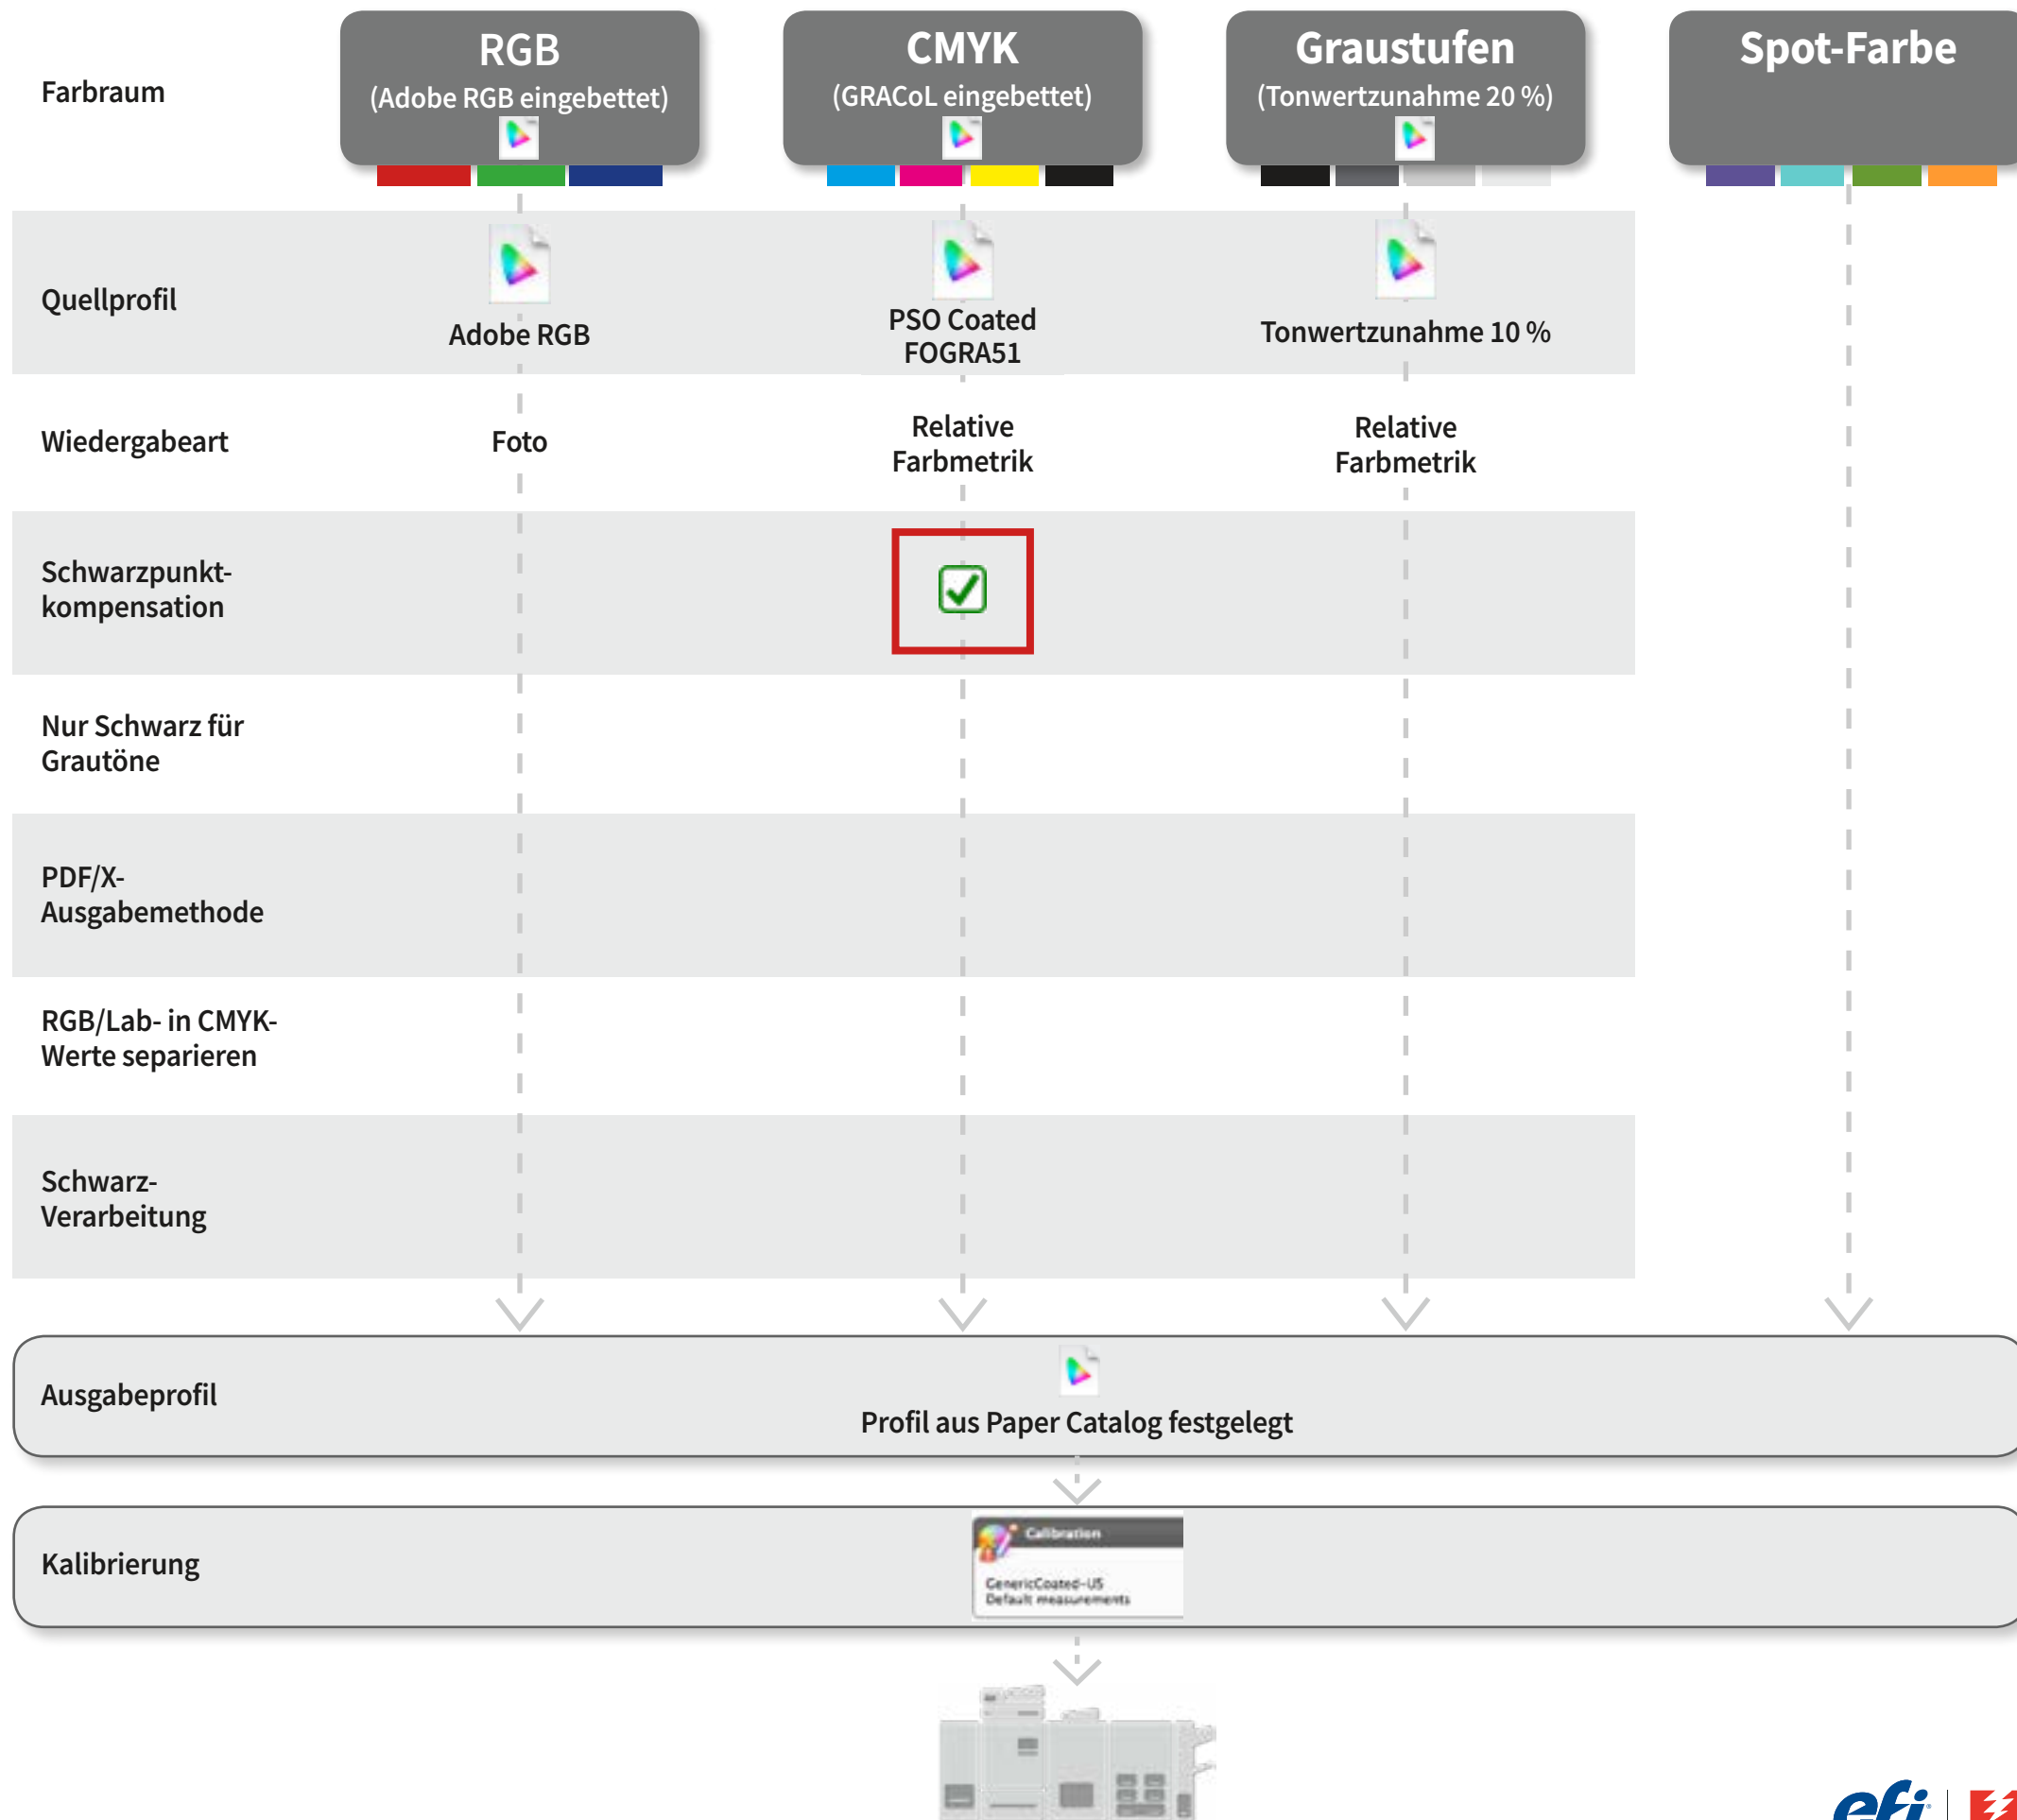 Farbraum
RGB
(Adobe RGB eingebettet)
CMYK
(GRACoL eingebettet)
Graustufen
(Tonwertzunahme 20 %)
Spot-Farbe
Quellprofil
Adobe RGB
PSO Coated
FOGRA51
Tonwertzunahme 10 %
Wiedergabeart
Foto
Relative
Farbmetrik
Relative
Farbmetrik
Schwarzpunkt-
kompensation
Nur Schwarz für
Grautöne
PDF/X-
Ausgabemethode
RGB/Lab- in CMYK-
Werte separieren
Schwarz-
Verarbeitung
Ausgabeprofil
Profil aus Paper Catalog festgelegt
Kalibrierung
Calibration
GenericCoated-US
Default measurements
efi